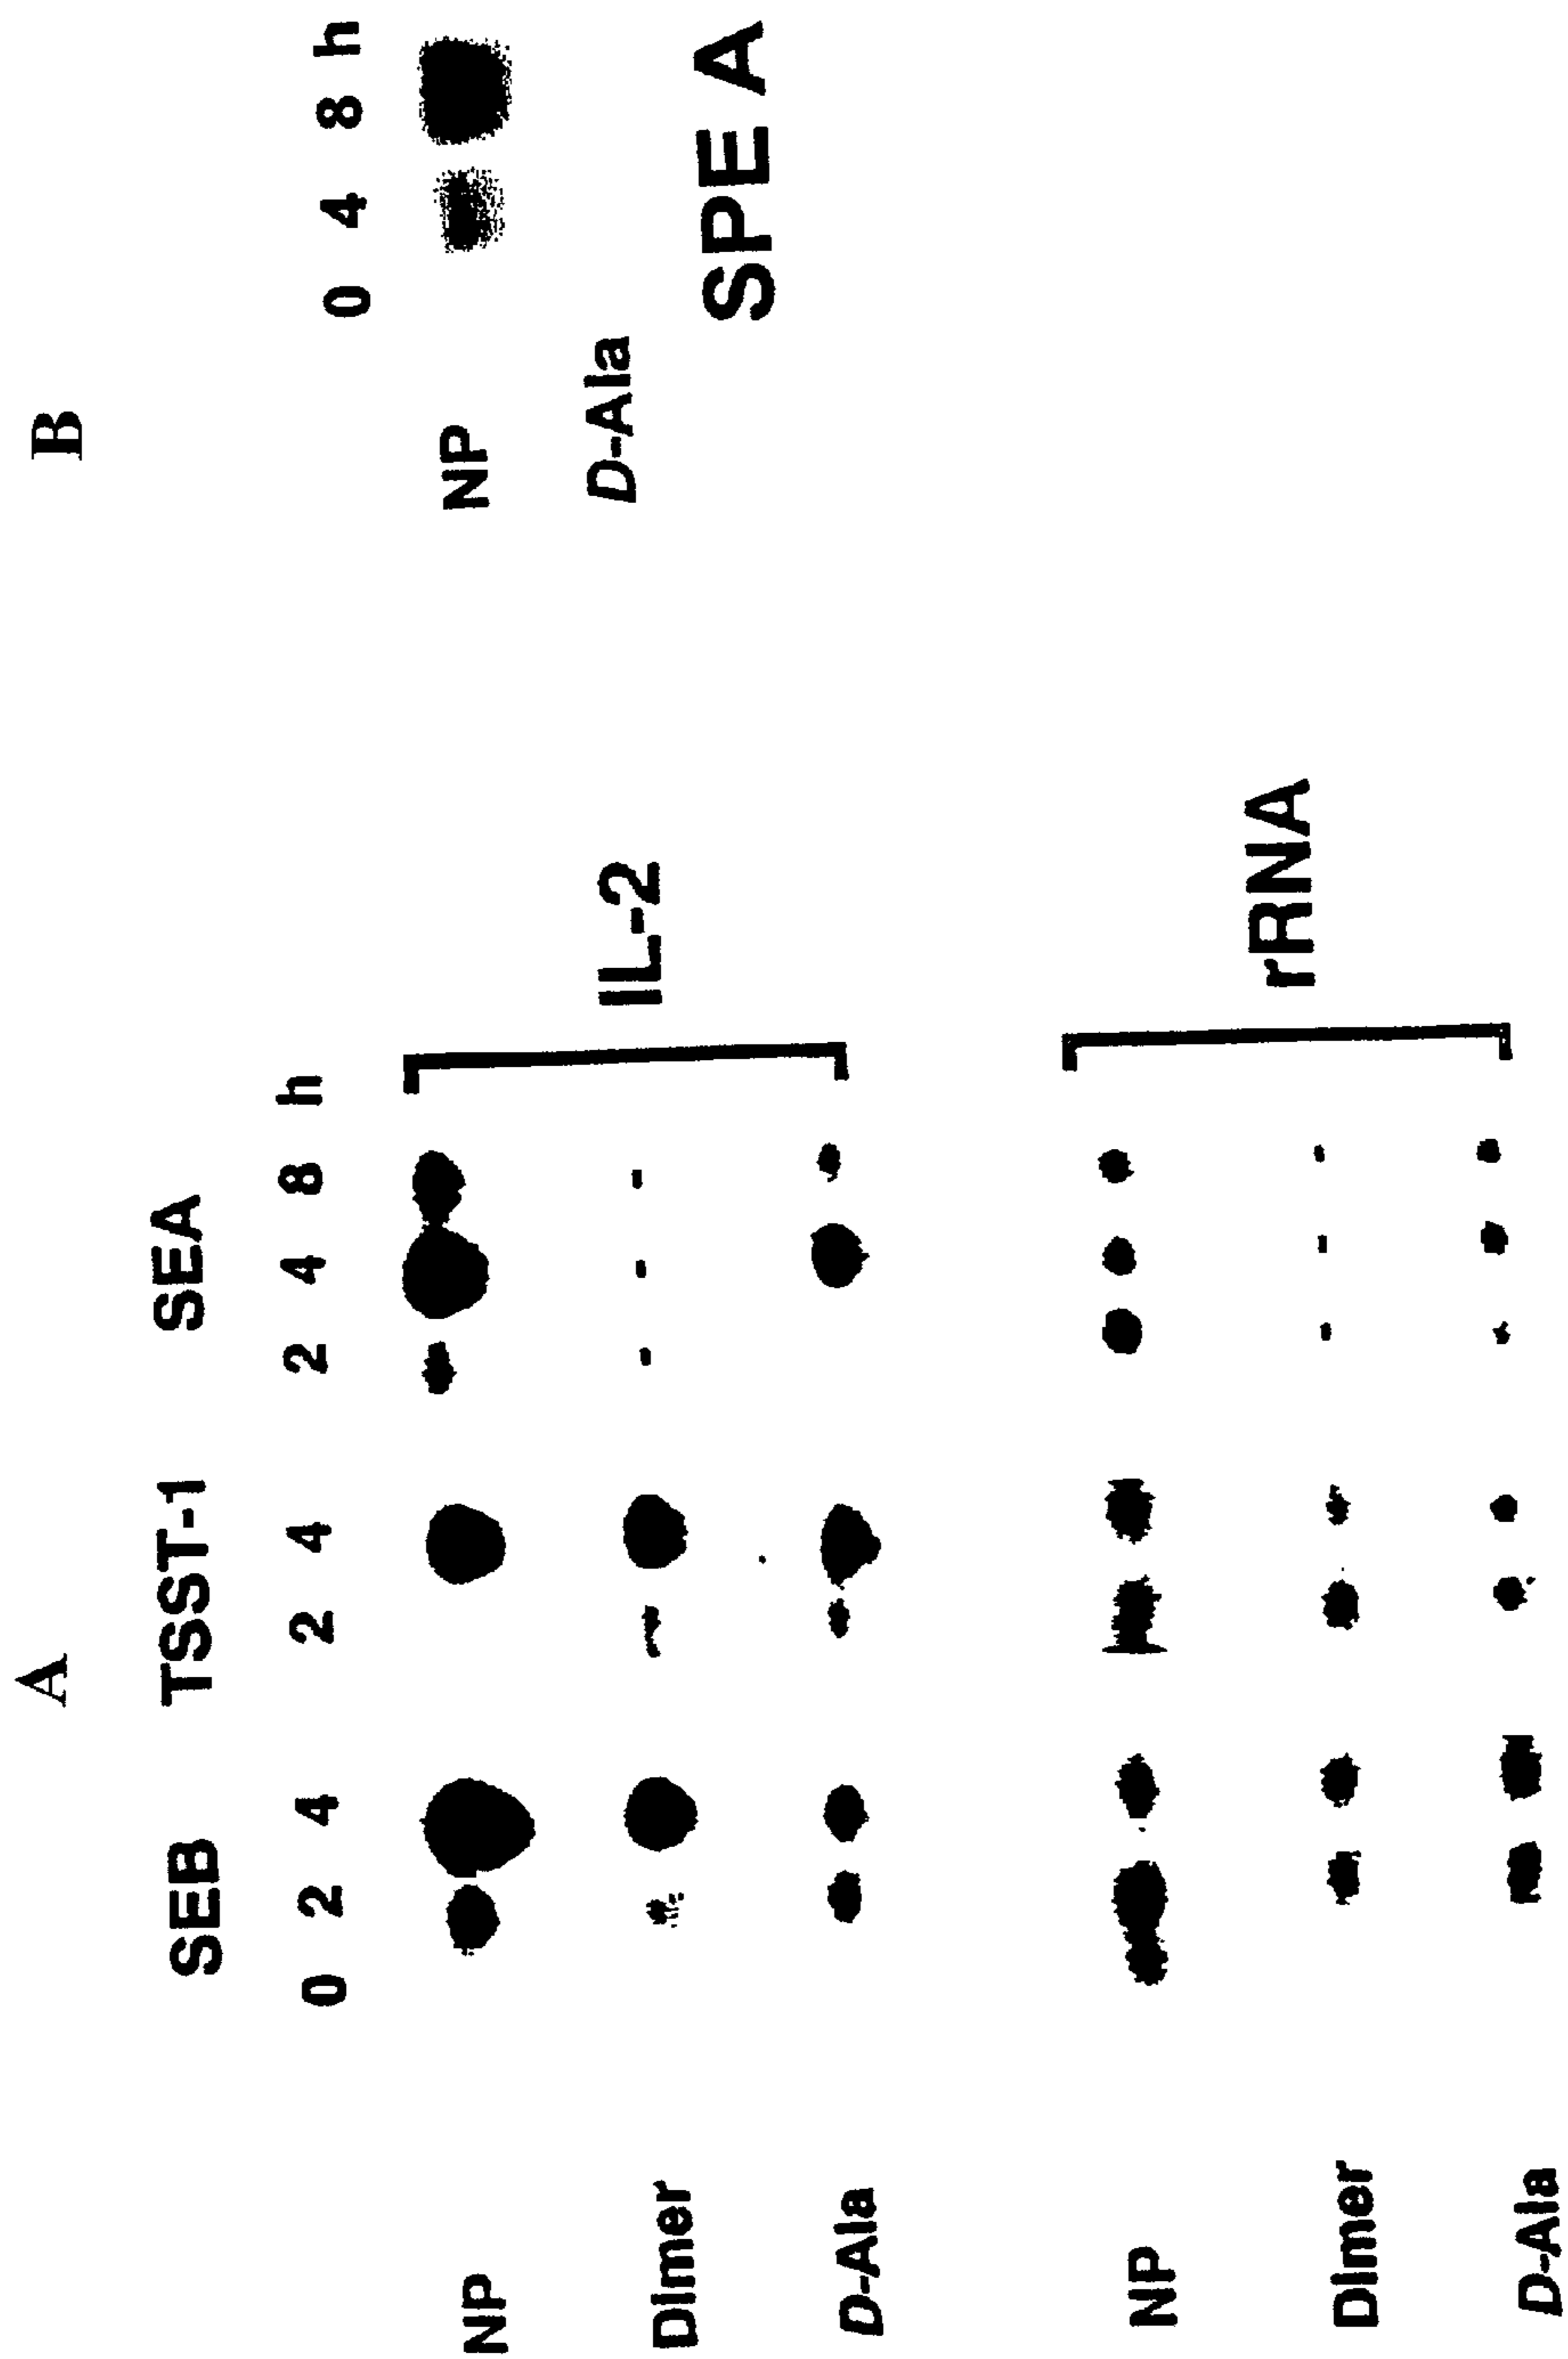 A
SEB TSST-1 SEA
0 2 4 2 4 2 4 8 h
NP
Dimer
D-Ala
IL-2
NP
Dimer
D-Ala
rRNA
B
0 4 8 h
NP
D-Ala
SPE A